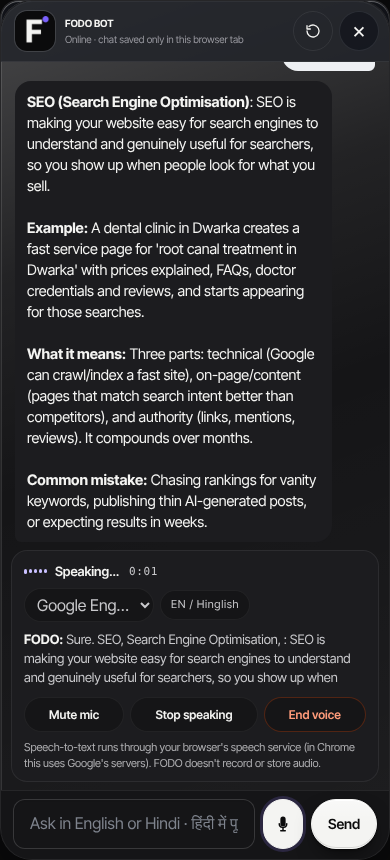 F
FODO BOT
Online · chat saved only in this browser tab
SEO (Search Engine Optimisation): SEO is
making your website easy for search engines to
understand and genuinely useful for searchers,
so you show up when people look for what you
sell.
Example: A dental clinic in Dwarka creates a
fast service page for 'root canal treatment in
Dwarka' with prices explained, FAQs, doctor
credentials and reviews, and starts appearing
for those searches.
What it means: Three parts: technical (Google
can crawl/index a fast site), on-page/content
(pages that match search intent better than
competitors), and authority (links, mentions,
reviews). It compounds over months.
Common mistake: Chasing rankings for vanity
keywords, publishing thin AI-generated posts,
or expecting results in weeks.
Speaking... 0:01
Google Eng... EN / Hinglish
FODO: Sure. SEO, Search Engine Optimisation, : SEO is
making your website easy for search engines to understand
and genuinely useful for searchers, so you show up when
Mute mic Stop speaking End voice
Speech-to-text runs through your browser's speech service (in Chrome
this uses Google's servers). FODO doesn't record or store audio.
Ask in English or Hindi · हिंदी में पू Send